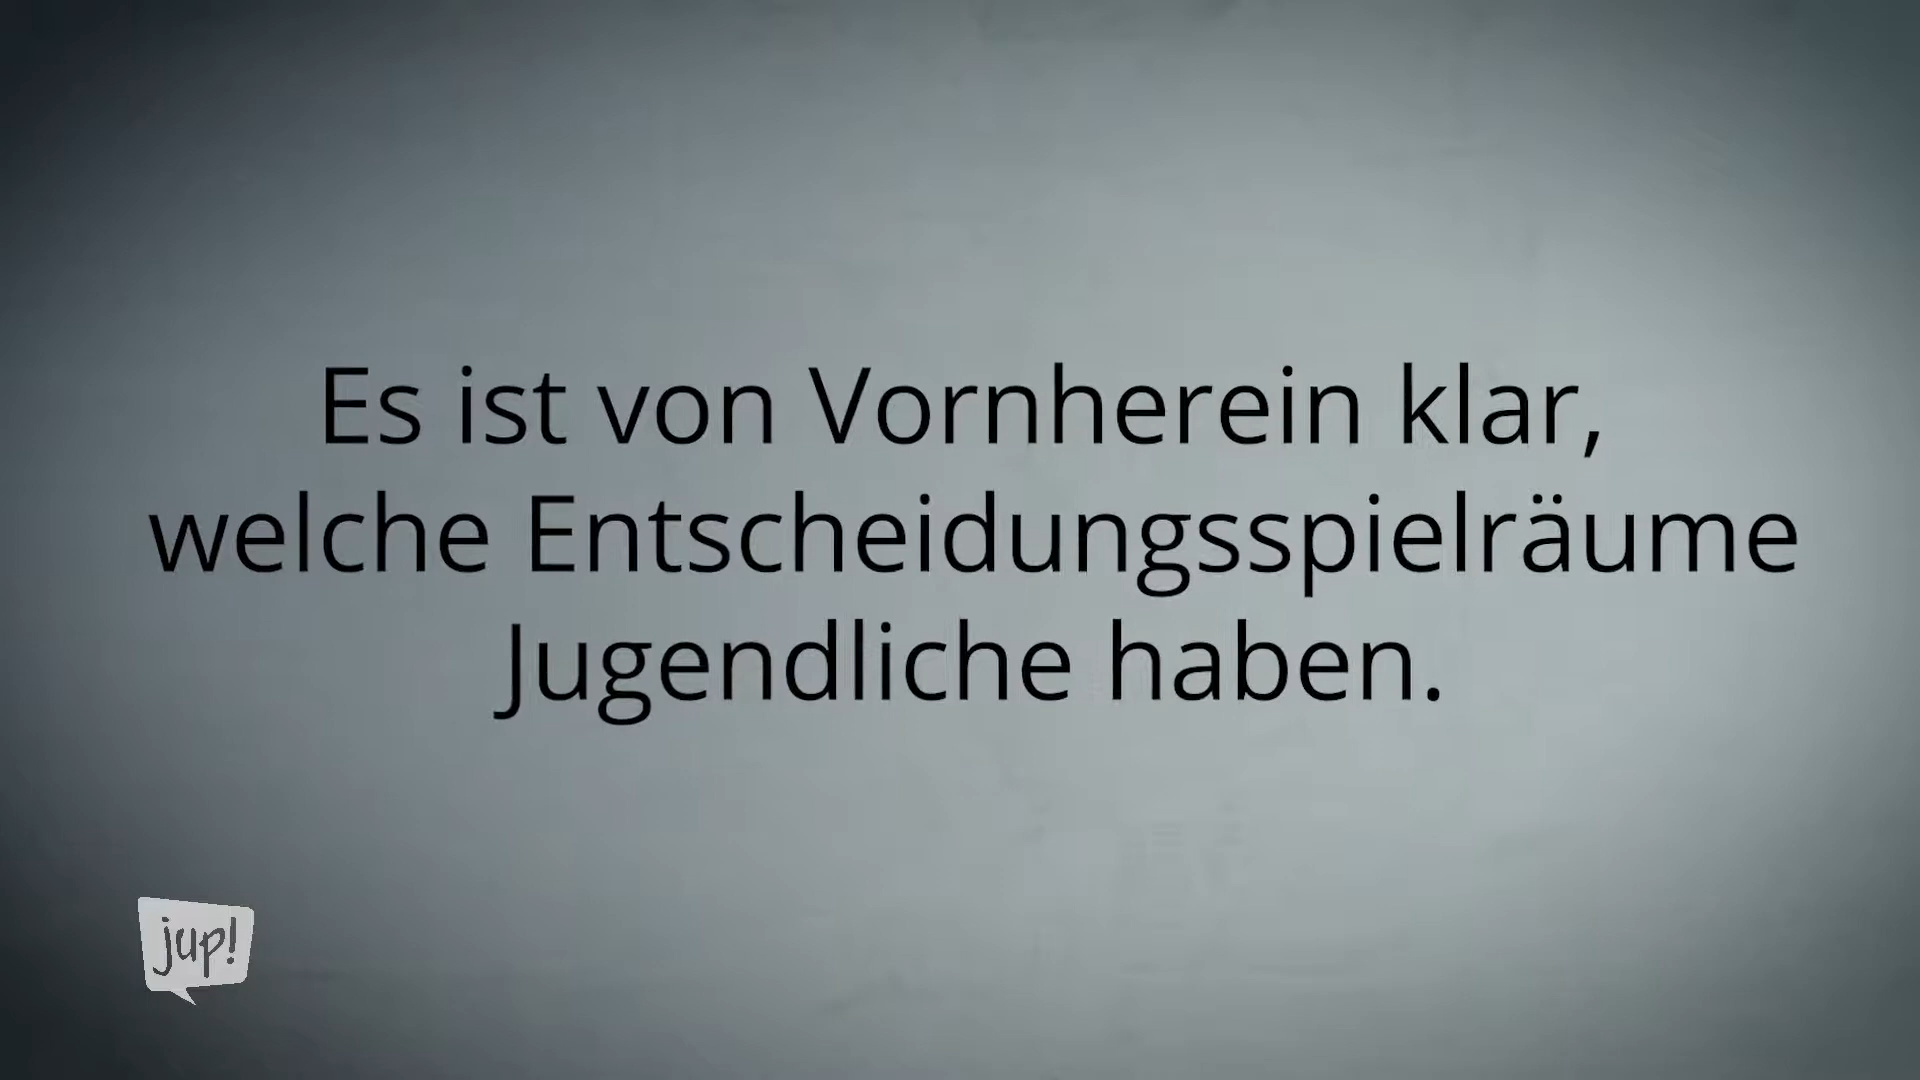 Es ist von Vornherein klar,
welche Entscheidungsspielräume
Jugendliche haben.
jup!